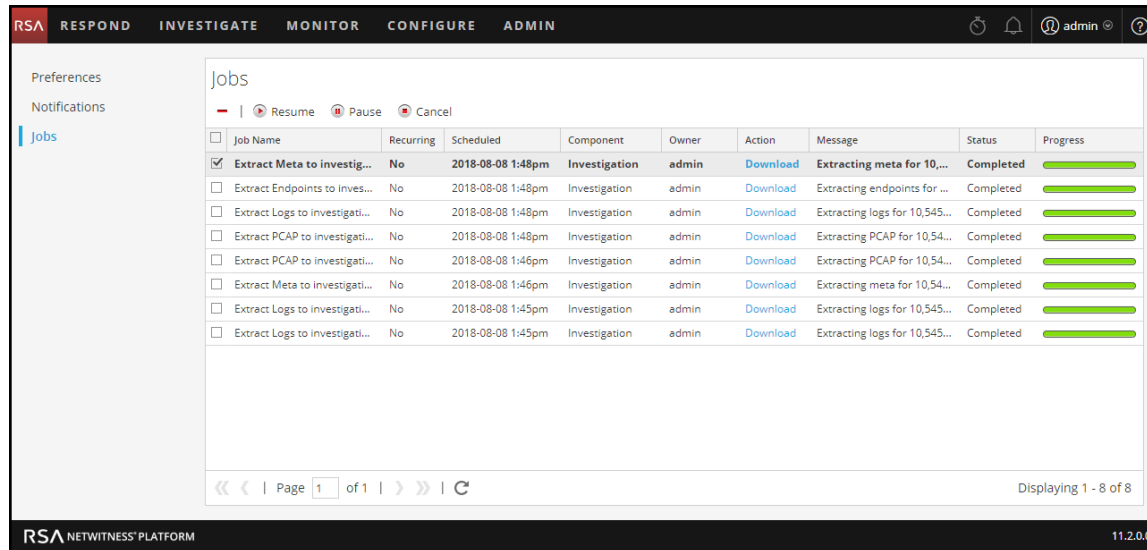 RSA RESPOND INVESTIGATE MONITOR CONFIGURE ADMIN admin ?
Preferences
Notifications
Jobs
Jobs
Resume Pause Cancel
Job Name Recurring Scheduled Component Owner Action Message Status Progress
Extract Meta to investig... No 2018-08-08 1:48pm Investigation admin Download Extracting meta for 10,... Completed
Extract Endpoints to inves... No 2018-08-08 1:48pm Investigation admin Download Extracting endpoints for ... Completed
Extract Logs to investigati... No 2018-08-08 1:48pm Investigation admin Download Extracting logs for 10,545... Completed
Extract PCAP to investigati... No 2018-08-08 1:48pm Investigation admin Download Extracting PCAP for 10,54... Completed
Extract PCAP to investigati... No 2018-08-08 1:46pm Investigation admin Download Extracting PCAP for 10,54... Completed
Extract Meta to investigati... No 2018-08-08 1:46pm Investigation admin Download Extracting meta for 10,54... Completed
Extract Logs to investigati... No 2018-08-08 1:45pm Investigation admin Download Extracting logs for 10,545... Completed
Extract Logs to investigati... No 2018-08-08 1:45pm Investigation admin Download Extracting logs for 10,545... Completed
Page 1 of 1 Displaying 1 - 8 of 8
RSA NETWITNESS® PLATFORM 11.2.0.